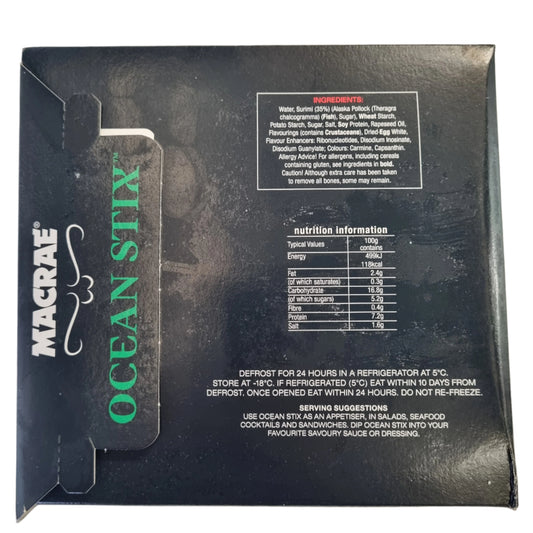 MACRAE®
OCEAN STIX™
INGREDIENTS:
Water, Surimi (35%) (Alaska Pollock (Theragra
chalcogramma) (Fish), Sugar), Wheat Starch,
Potato Starch, Sugar, Salt, Soy Protein, Rapeseed Oil,
Flavourings (contains Crustaceans), Dried Egg White,
Flavour Enhancers: Ribonucleotides, Disodium Inosinate,
Disodium Guanylate; Colours: Carmine, Capsanthin.
Allergy Advice! For allergens, including cereals
containing gluten, see ingredients in bold.
Caution! Although extra care has been taken
to remove all bones, some may remain.
nutrition information
Typical Values 100g contains
Energy 499kJ
118kcal
Fat 2.4g
(of which saturates) 0.3g
Carbohydrate 16.8g
(of which sugars) 5.2g
Fibre 0.4g
Protein 7.2g
Salt 1.6g
DEFROST FOR 24 HOURS IN A REFRIGERATOR AT 5°C.
STORE AT -18°C. IF REFRIGERATED (5°C) EAT WITHIN 10 DAYS FROM
DEFROST. ONCE OPENED EAT WITHIN 24 HOURS. DO NOT RE-FREEZE.
SERVING SUGGESTIONS
USE OCEAN STIX AS AN APPETISER, IN SALADS, SEAFOOD
COCKTAILS AND SANDWICHES. DIP OCEAN STIX INTO YOUR
FAVOURITE SAVOURY SAUCE OR DRESSING.